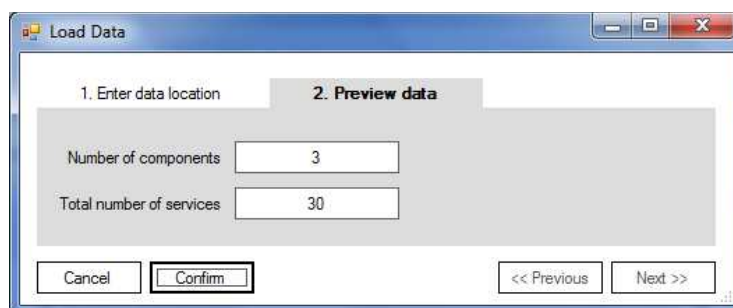 Load Data
1. Enter data location 2. Preview data
Number of components 3
Total number of services 30
Cancel Confirm << Previous Next >>